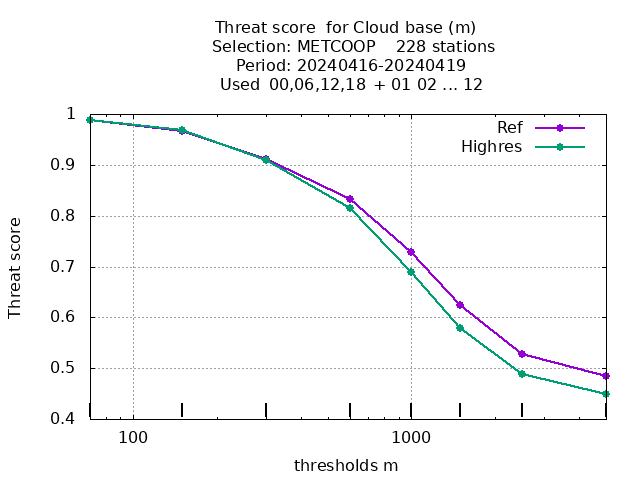 Threat score for Cloud base (m)
Selection: METCOOP 228 stations
Period: 20240416-20240419
Used 00,06,12,18 + 01 02 ... 12
Ref
Highres
1
0.9
0.8
0.7
0.6
0.5
0.4
Threat score
100
1000
thresholds m